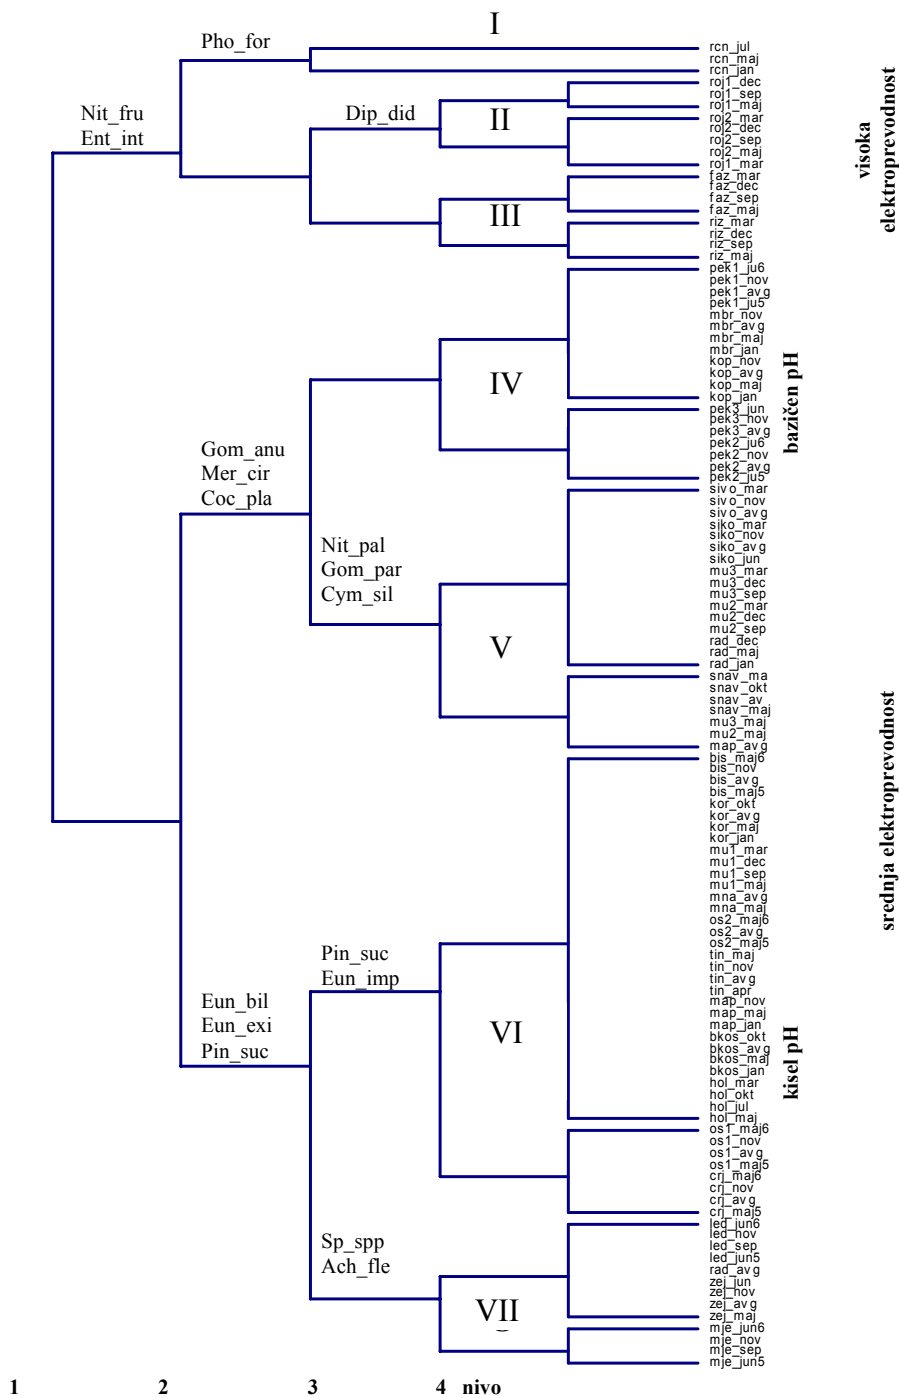 I
Pho_for
Nit_fru
Ent_int
Dip_did
II
III
IV
Gom_anu
Mer_cir
Coc_pla
Nit_pal
Gom_par
Cym_sil
V
Pin_suc
Eun_imp
Eun_bil
Eun_exi
Pin_suc
VI
Sp_spp
Ach_fle
VII
rcn_jul
rcn_maj
rcn_jan
roj1_dec
roj1_sep
roj1_maj
roj2_mar
roj2_dec
roj2_sep
roj2_maj
roj1_mar
faz_mar
faz_dec
faz_sep
faz_maj
riz_mar
riz_dec
riz_sep
riz_maj
pek1_ju6
pek1_nov
pek1_avg
pek1_ju5
mbr_nov
mbr_avg
mbr_maj
mbr_jan
kop_nov
kop_avg
kop_maj
kop_jan
pek3_jun
pek3_nov
pek3_avg
pek2_ju6
pek2_nov
pek2_avg
pek2_ju5
sivo_mar
sivo_nov
sivo_avg
siko_mar
siko_nov
siko_avg
siko_jun
mu3_mar
mu3_dec
mu3_sep
mu2_mar
mu2_dec
mu2_sep
rad_dec
rad_maj
rad_jan
snav_ma
snav_okt
snav_av
snav_maj
mu3_maj
mu2_maj
map_avg
bis_maj6
bis_nov
bis_avg
bis_maj5
kor_okt
kor_avg
kor_maj
kor_jan
mu1_mar
mu1_dec
mu1_sep
mu1_maj
mna_avg
mna_maj
os2_maj6
os2_avg
os2_maj5
tin_maj
tin_nov
tin_avg
tin_apr
map_nov
map_maj
map_jan
bkos_okt
bkos_avg
bkos_maj
bkos_jan
hol_mar
hol_okt
hol_jul
hol_maj
os1_maj6
os1_nov
os1_avg
os1_maj5
crj_maj6
crj_nov
crj_avg
crj_maj5
led_jun6
led_nov
led_sep
led_jun5
rad_avg
zej_jun
zej_nov
zej_avg
zej_maj
mje_jun6
mje_nov
mje_sep
mje_jun5
visoka
elektroprevodnost
bazičen pH
srednja elektroprevodnost
kisel pH
1 2 3 4 nivo